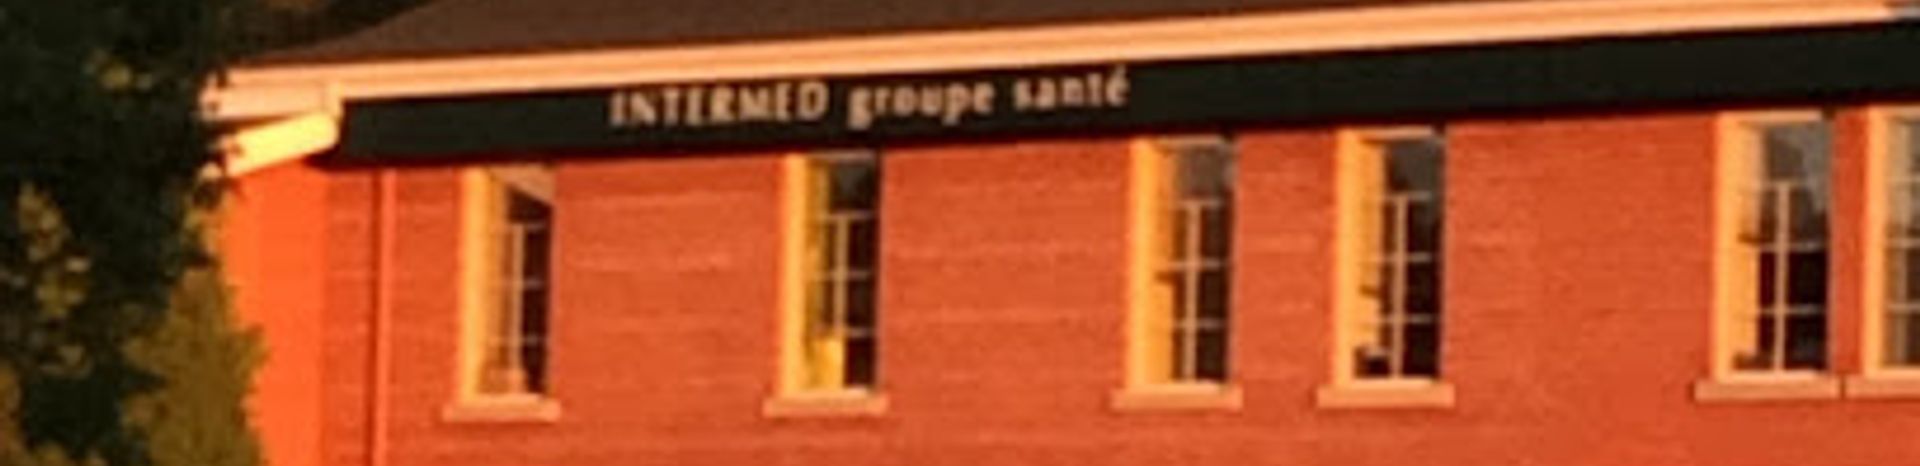 INTERMED groupe santé